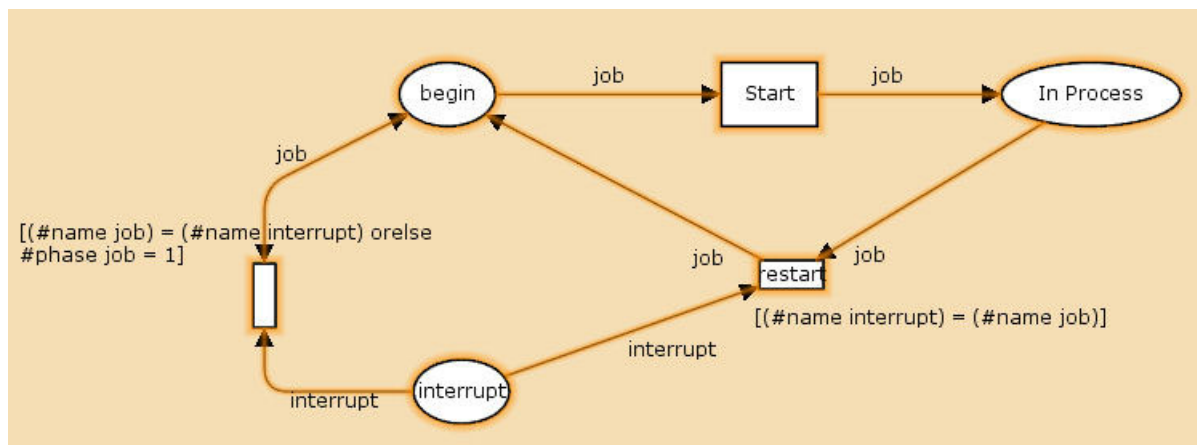 job
job
begin
Start
In Process
job
[(#name job) = (#name interrupt) orelse
#phase job = 1]
job
job
restart
[(#name interrupt) = (#name job)]
interrupt
interrupt
interrupt